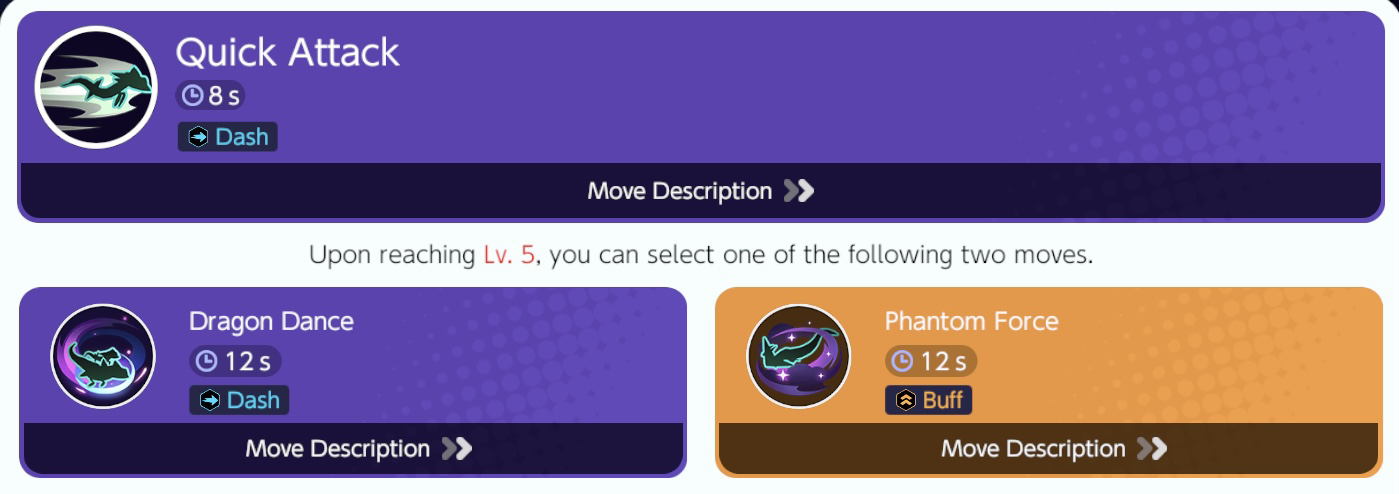 Quick Attack
8 s
Dash
Move Description
Upon reaching Lv. 5, you can select one of the following two moves.
Dragon Dance
12 s
Dash
Move Description
Phantom Force
12 s
Buff
Move Description